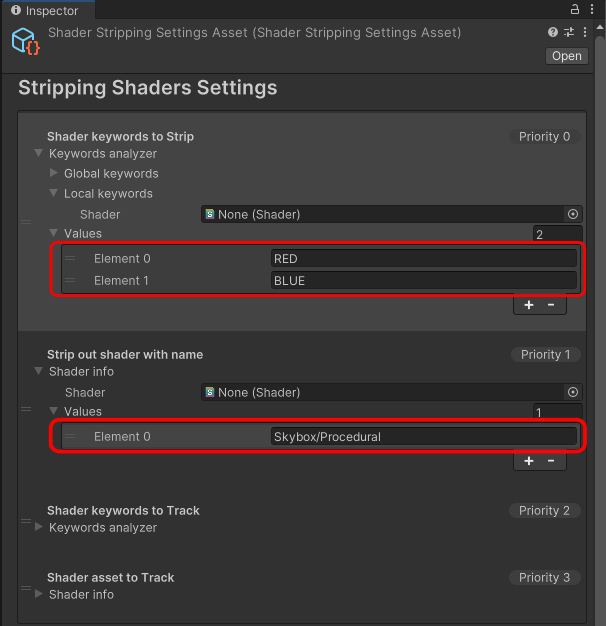 Inspector
Shader Stripping Settings Asset (Shader Stripping Settings Asset)
Open
Stripping Shaders Settings
Shader keywords to Strip Priority 0
Keywords analyzer
Global keywords
Local keywords
Shader None (Shader)
Values 2
Element 0 RED
Element 1 BLUE
+ -
Strip out shader with name Priority 1
Shader info
Shader None (Shader)
Values 1
Element 0 Skybox/Procedural
+ -
Shader keywords to Track Priority 2
Keywords analyzer
Shader asset to Track Priority 3
Shader info